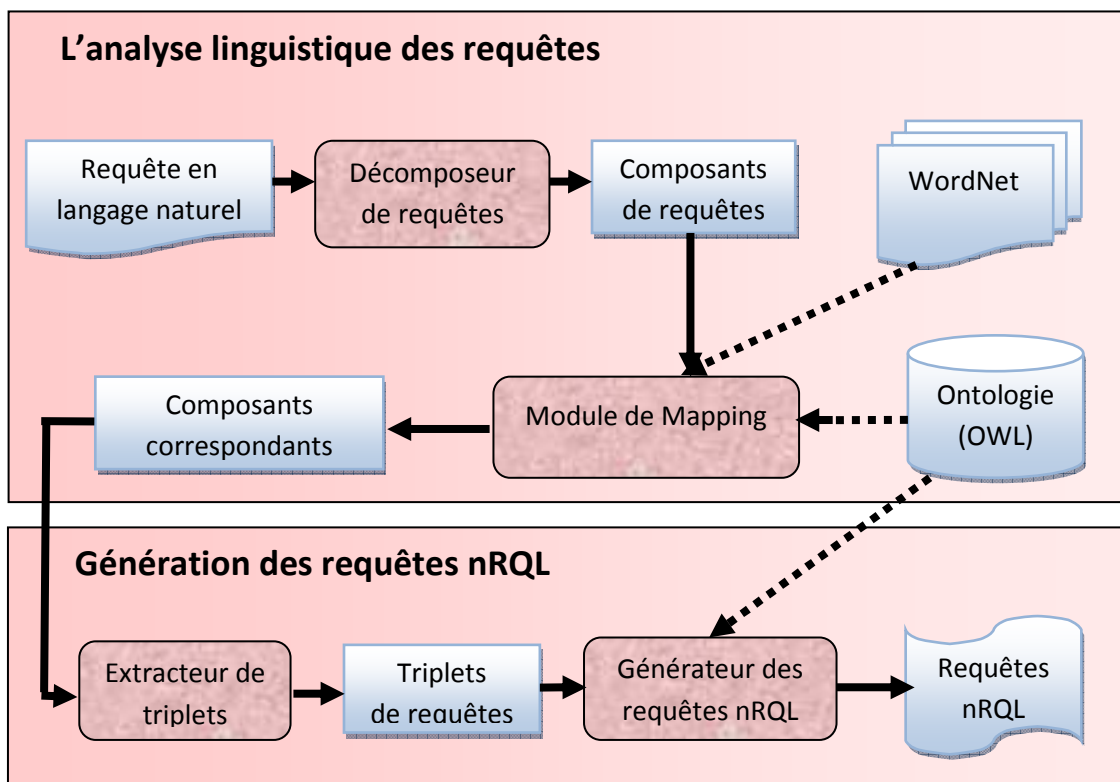 L’analyse linguistique des requêtes
Requête en
langage naturel
Décomposeur
de requêtes
Composants
de requêtes
WordNet
Composants
correspondants
Module de Mapping
Ontologie
(OWL)
Génération des requêtes nRQL
Extracteur de
triplets
Triplets
de requêtes
Générateur des
requêtes nRQL
Requêtes
nRQL